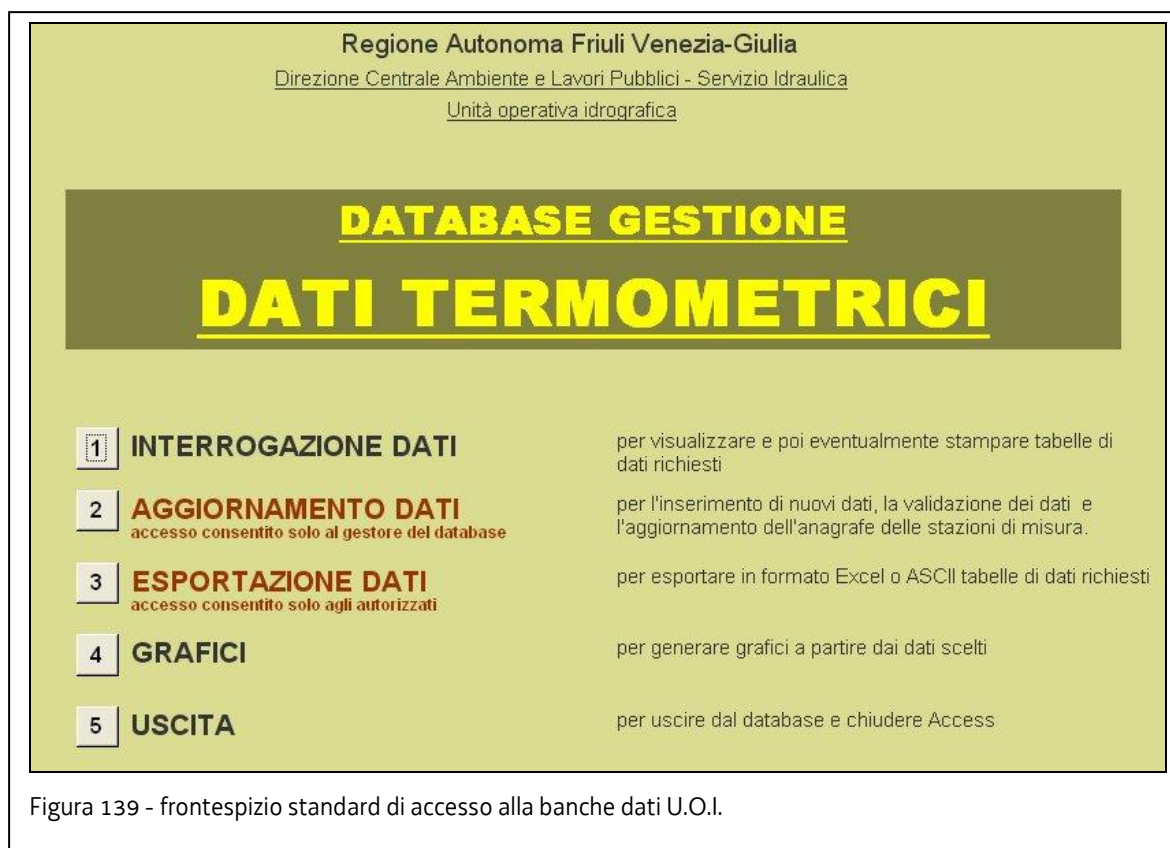 Regione Autonoma Friuli Venezia-Giulia
Direzione Centrale Ambiente e Lavori Pubblici - Servizio Idraulica
Unità operativa idrografica
DATABASE GESTIONE
DATI TERMOMETRICI
1 INTERROGAZIONE DATI
per visualizzare e poi eventualmente stampare tabelle di
dati richiesti
2 AGGIORNAMENTO DATI
accesso consentito solo al gestore del database
per l'inserimento di nuovi dati, la validazione dei dati e
l'aggiornamento dell'anagrafe delle stazioni di misura.
3 ESPORTAZIONE DATI
accesso consentito solo agli autorizzati
per esportare in formato Excel o ASCII tabelle di dati richiesti
4 GRAFICI
per generare grafici a partire dai dati scelti
5 USCITA
per uscire dal database e chiudere Access
Figura 139 - frontespizio standard di accesso alla banche dati U.O.I.